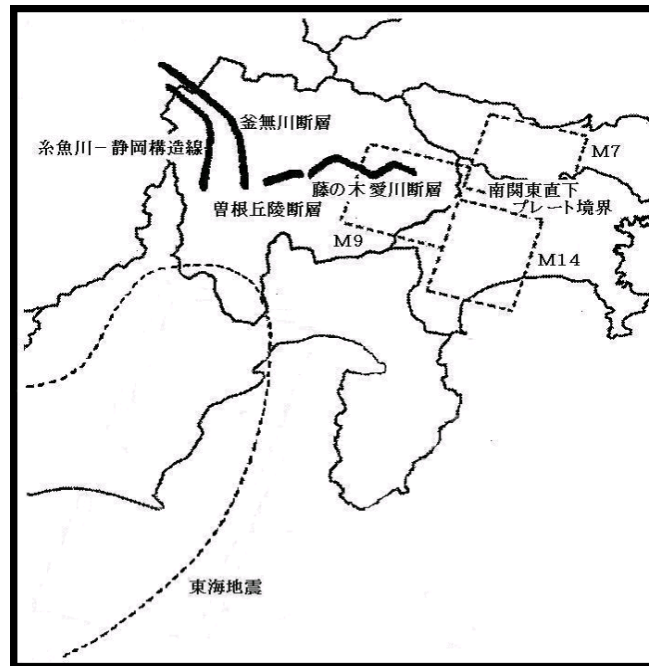 釜無川断層
糸魚川－静岡構造線
M7
藤の木愛川断層
南関東直下
プレート境界
曽根丘陵断層
M9
M14
東海地震